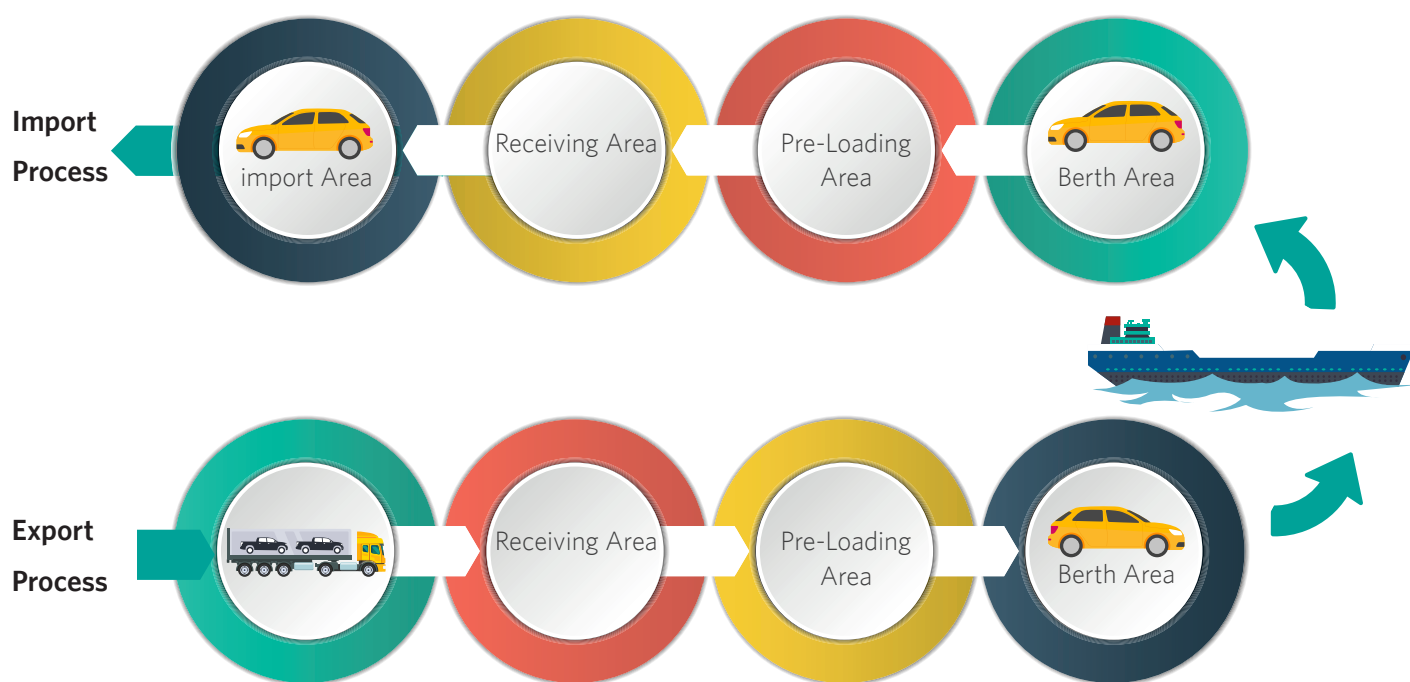 Import
Process
import Area
Receiving Area
Pre-Loading
Area
Berth Area
Export
Process
Receiving Area
Pre-Loading
Area
Berth Area